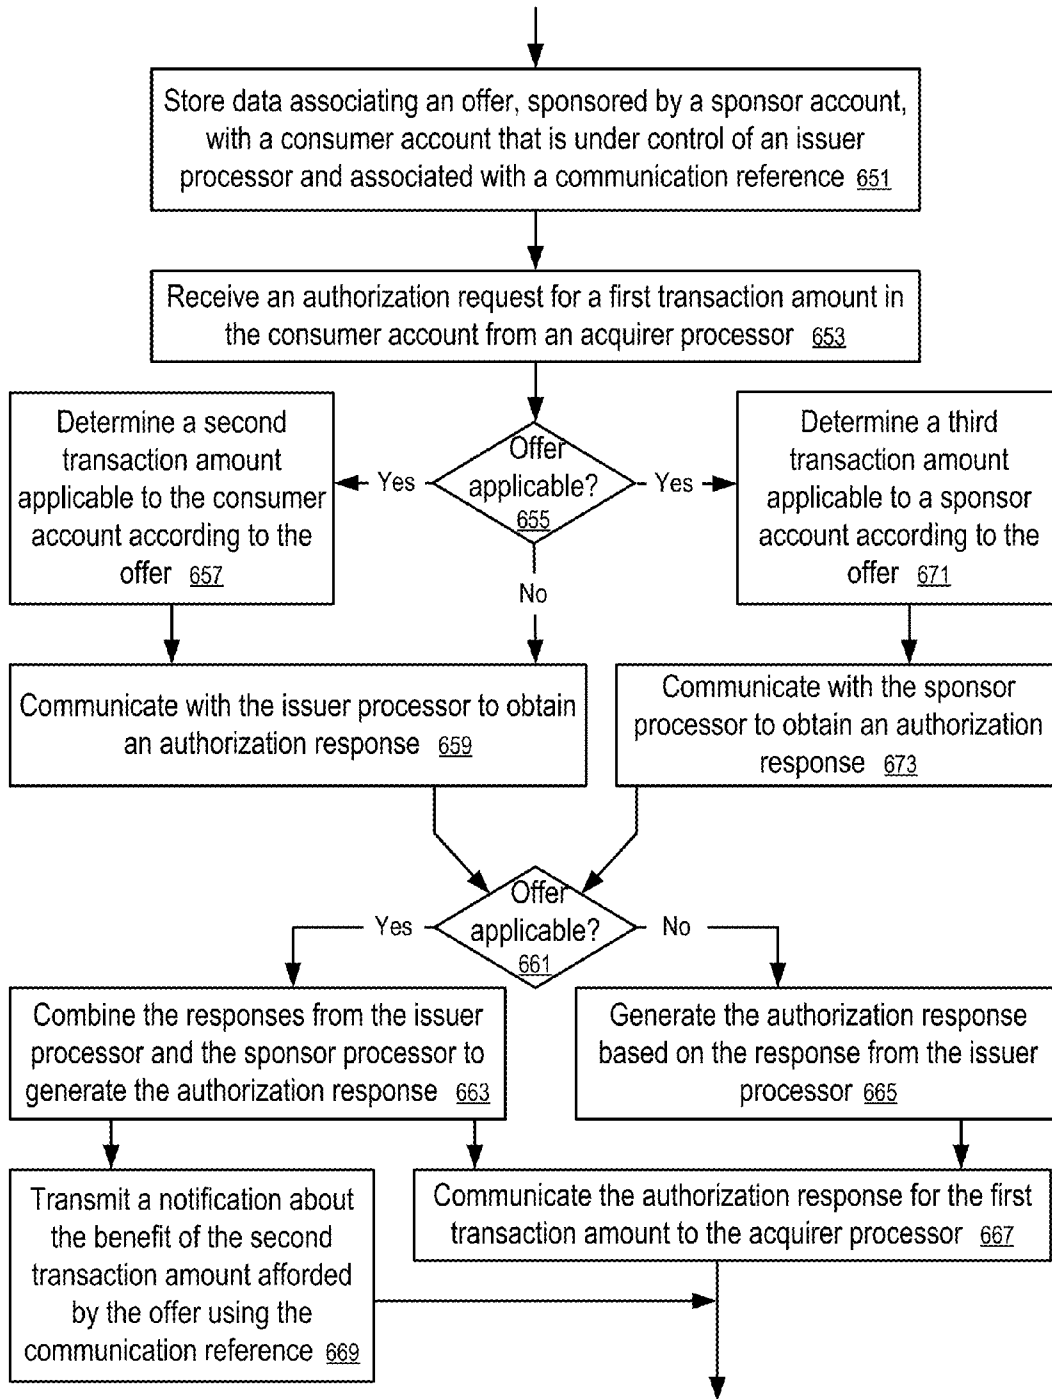 Store data associating an offer, sponsored by a sponsor account,
with a consumer account that is under control of an issuer
processor and associated with a communication reference 651
Receive an authorization request for a first transaction amount in
the consumer account from an acquirer processor 653
Determine a second
transaction amount
applicable to the consumer
account according to the
offer 657
Yes
Offer
applicable?
655
Yes
Determine a third
transaction amount
applicable to a sponsor
account according to the
offer 671
No
Communicate with the issuer processor to obtain
an authorization response 659
Communicate with the sponsor
processor to obtain an authorization
response 673
Yes
Offer
applicable?
661
No
Combine the responses from the issuer
processor and the sponsor processor to
generate the authorization response 663
Generate the authorization response
based on the response from the issuer
processor 665
Transmit a notification about
the benefit of the second
transaction amount afforded
by the offer using the
communication reference 669
Communicate the authorization response for the first
transaction amount to the acquirer processor 667